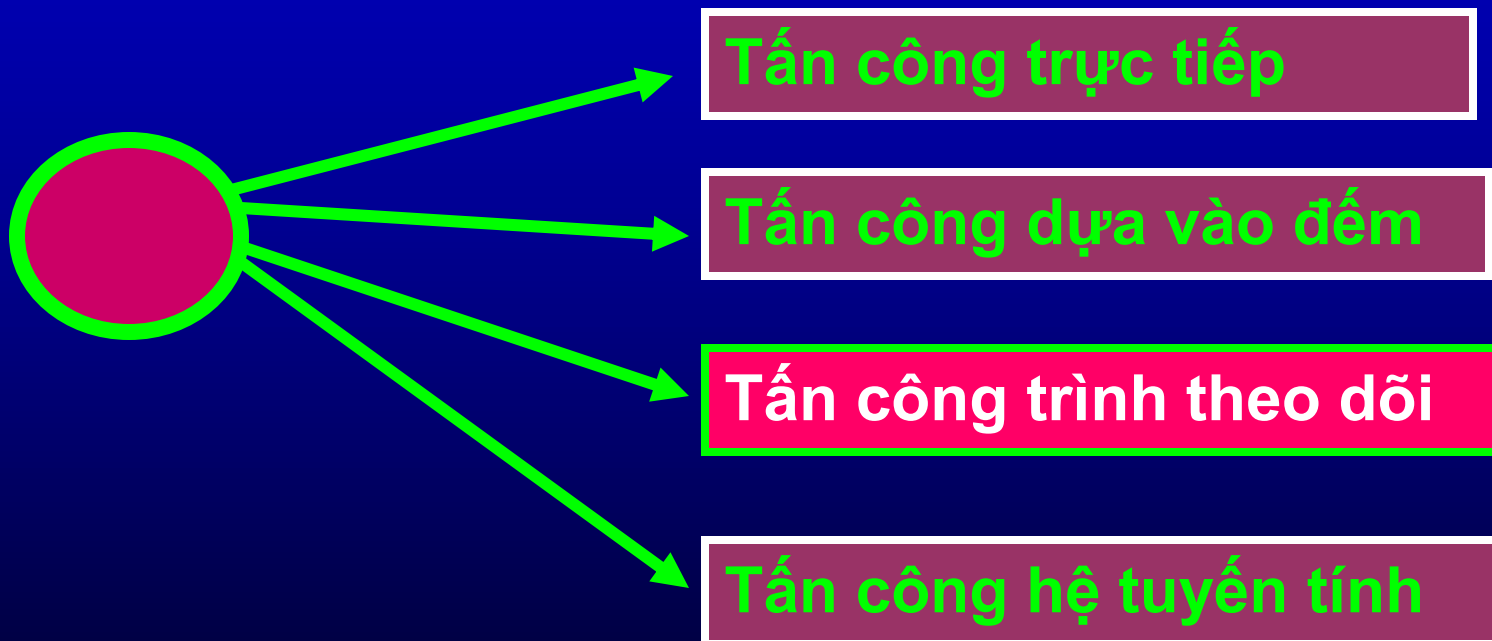 Tấn công trực tiếp
Tấn công dựa vào đếm
Tấn công trình theo dõi
Tấn công hệ tuyến tính